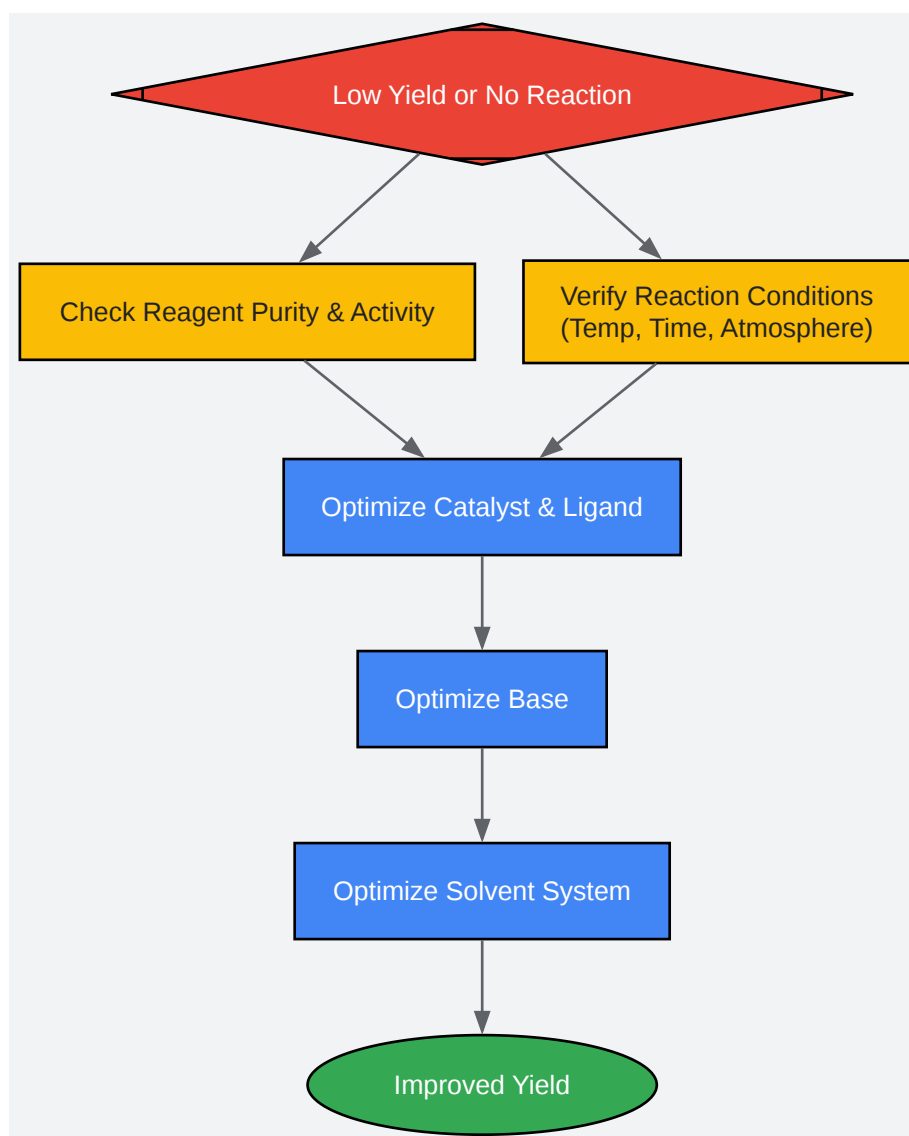 Low Yield or No Reaction
Check Reagent Purity & Activity
Verify Reaction Conditions
(Temp, Time, Atmosphere)
Optimize Catalyst & Ligand
Optimize Base
Optimize Solvent System
Improved Yield